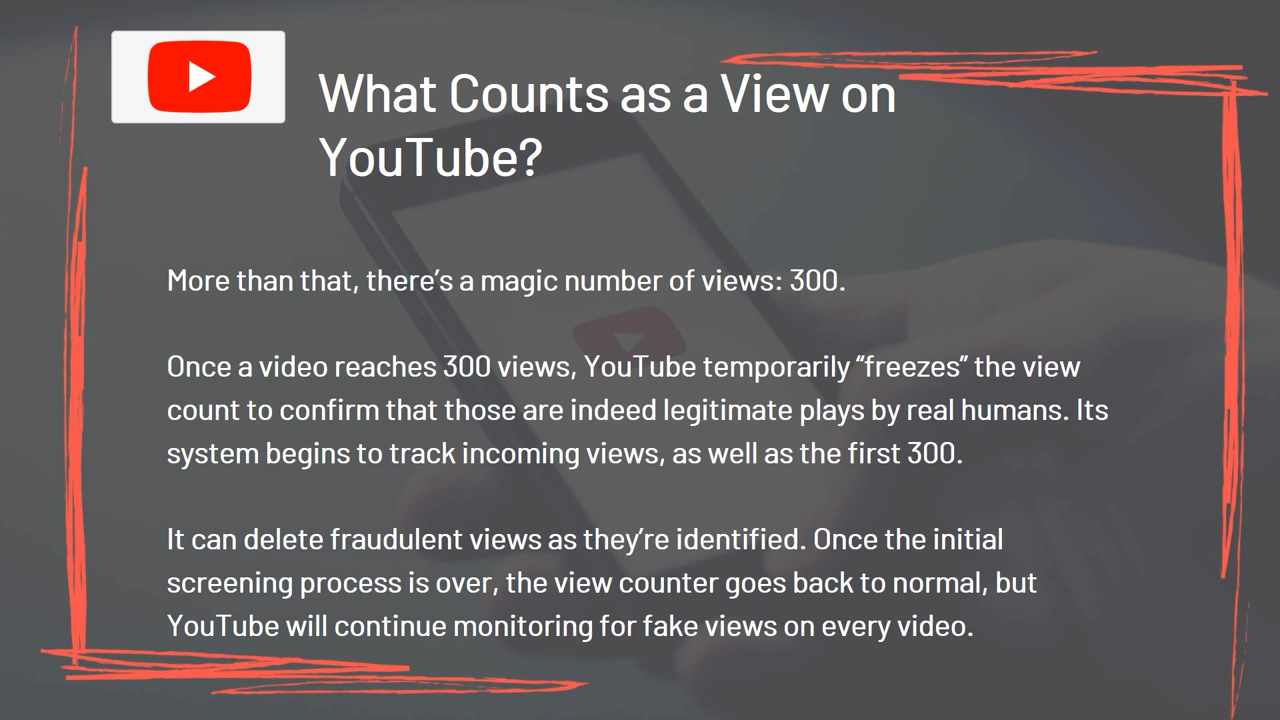 What Counts as a View on
YouTube?
More than that, there’s a magic number of views: 300.
Once a video reaches 300 views, YouTube temporarily “freezes” the view
count to confirm that those are indeed legitimate plays by real humans. Its
system begins to track incoming views, as well as the first 300.
It can delete fraudulent views as they’re identified. Once the initial
screening process is over, the view counter goes back to normal, but
YouTube will continue monitoring for fake views on every video.